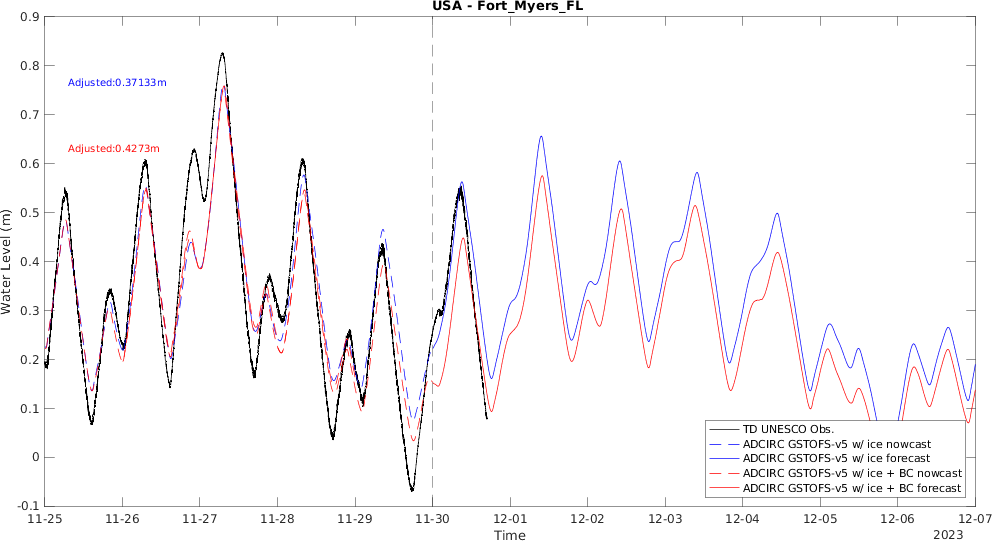 USA - Fort_Myers_FL
0.9
0.8
0.7
0.6
0.5
0.4
0.3
0.2
0.1
0
-0.1
Water Level (m)
Adjusted:0.37133m
Adjusted:0.4273m
TD UNESCO Obs.
ADCIRC GSTOFS-v5 w/ ice nowcast
ADCIRC GSTOFS-v5 w/ ice forecast
ADCIRC GSTOFS-v5 w/ ice + BC nowcast
ADCIRC GSTOFS-v5 w/ ice + BC forecast
11-25 11-26 11-27 11-28 11-29 11-30 12-01 12-02 12-03 12-04 12-05 12-06 12-07
Time
2023